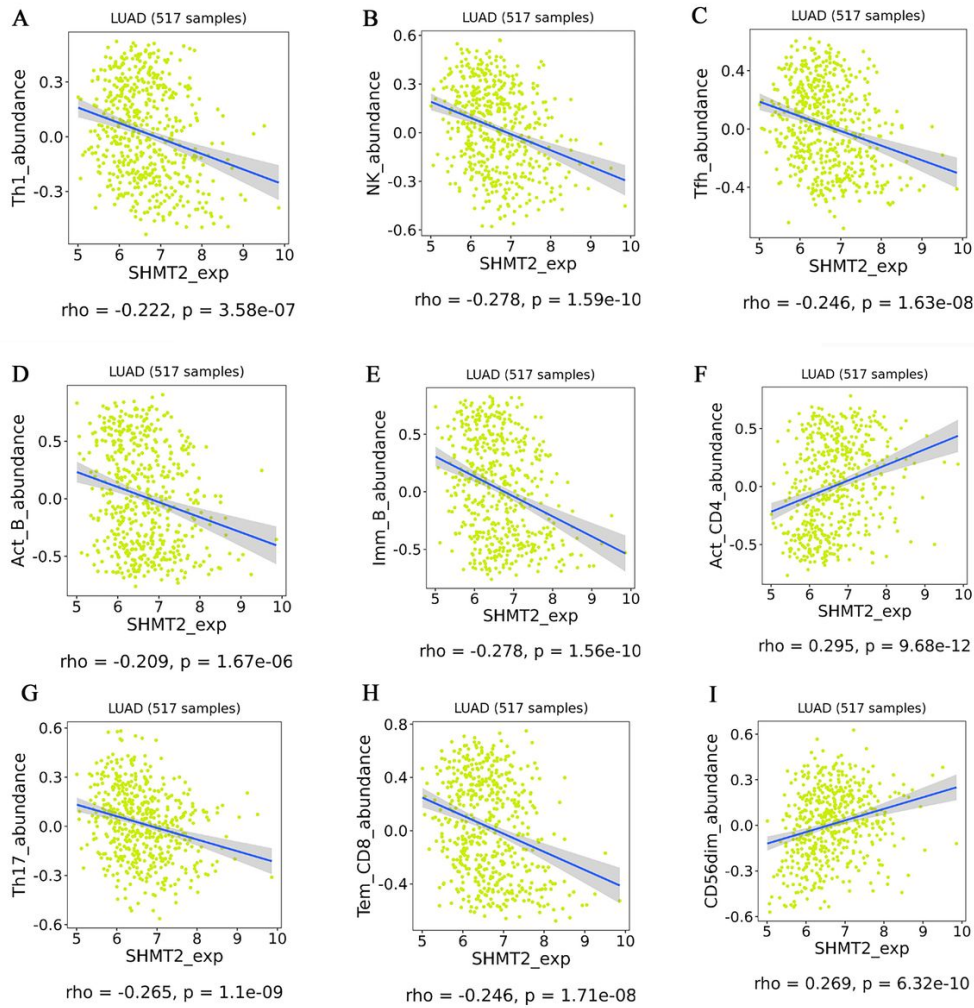 A
LUAD (517 samples)
Th1_abundance
0.3
0.0
-0.3
5 6 7 8 9 10
SHMT2_exp
rho = -0.222, p = 3.58e-07
B
LUAD (517 samples)
NK_abundance
0.6
0.3
0.0
-0.3
-0.6
5 6 7 8 9 10
SHMT2_exp
rho = -0.278, p = 1.59e-10
C
LUAD (517 samples)
Tfh_abundance
0.4
0.0
-0.4
5 6 7 8 9 10
SHMT2_exp
rho = -0.246, p = 1.63e-08
D
LUAD (517 samples)
Act_B_abundance
0.5
0.0
-0.5
5 6 7 8 9 10
SHMT2_exp
rho = -0.209, p = 1.67e-06
E
LUAD (517 samples)
Imm_B_abundance
0.5
0.0
-0.5
5 6 7 8 9 10
SHMT2_exp
rho = -0.278, p = 1.56e-10
F
LUAD (517 samples)
Act_CD4_abundance
0.5
0.0
-0.5
5 6 7 8 9 10
SHMT2_exp
rho = 0.295, p = 9.68e-12
G
LUAD (517 samples)
Th17_abundance
0.6
0.3
0.0
-0.3
-0.6
5 6 7 8 9 10
SHMT2_exp
rho = -0.265, p = 1.1e-09
H
LUAD (517 samples)
Tem_CD8_abundance
0.8
0.4
0.0
-0.4
5 6 7 8 9 10
SHMT2_exp
rho = -0.246, p = 1.71e-08
I
LUAD (517 samples)
CD56dim_abundance
0.6
0.3
0.0
-0.3
-0.6
5 6 7 8 9 10
SHMT2_exp
rho = 0.269, p = 6.32e-10